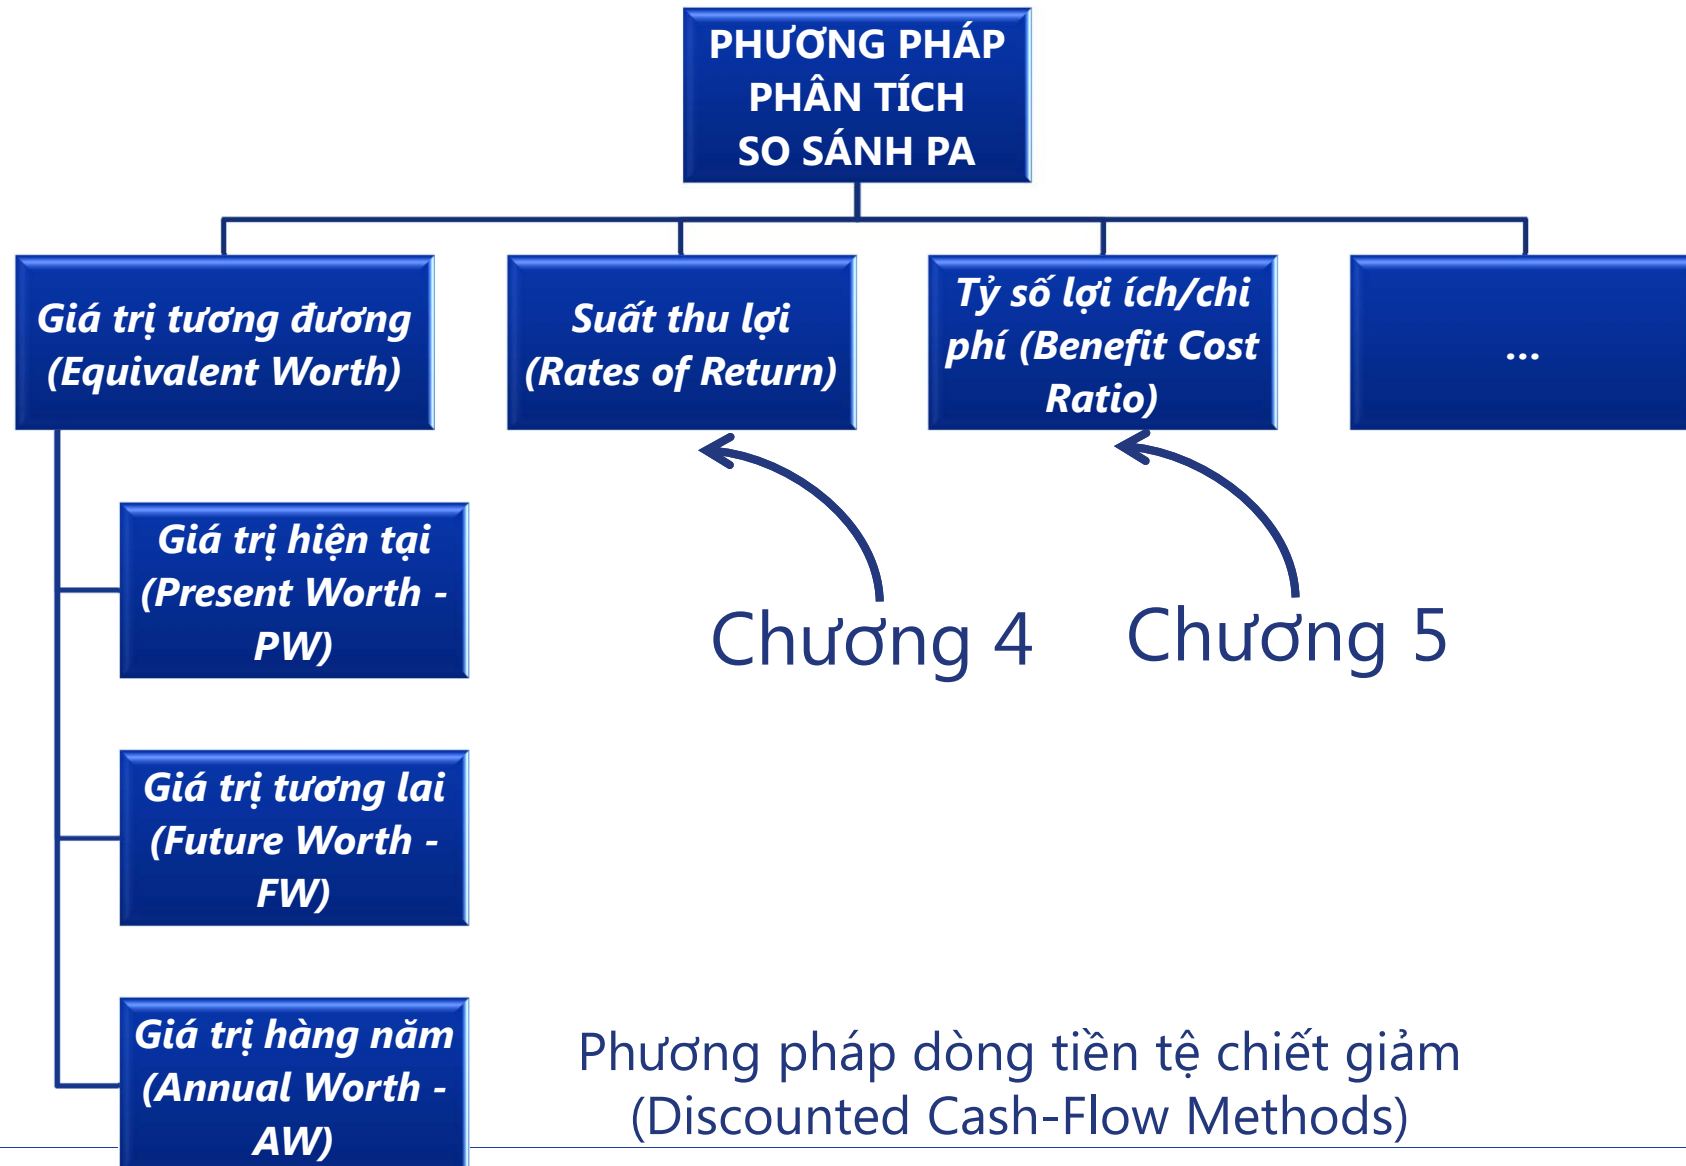 PHƯƠNG PHÁP
PHÂN TÍCH
SO SÁNH PA
Giá trị tương đương
(Equivalent Worth)
Suất thu lợi
(Rates of Return)
Tỷ số lợi ích/chi
phí (Benefit Cost
Ratio)
...
Giá trị hiện tại
(Present Worth -
PW)
Chương 4
Chương 5
Giá trị tương lai
(Future Worth -
FW)
Giá trị hàng năm
(Annual Worth -
AW)
Phương pháp dòng tiền tệ chiết giảm
(Discounted Cash-Flow Methods)